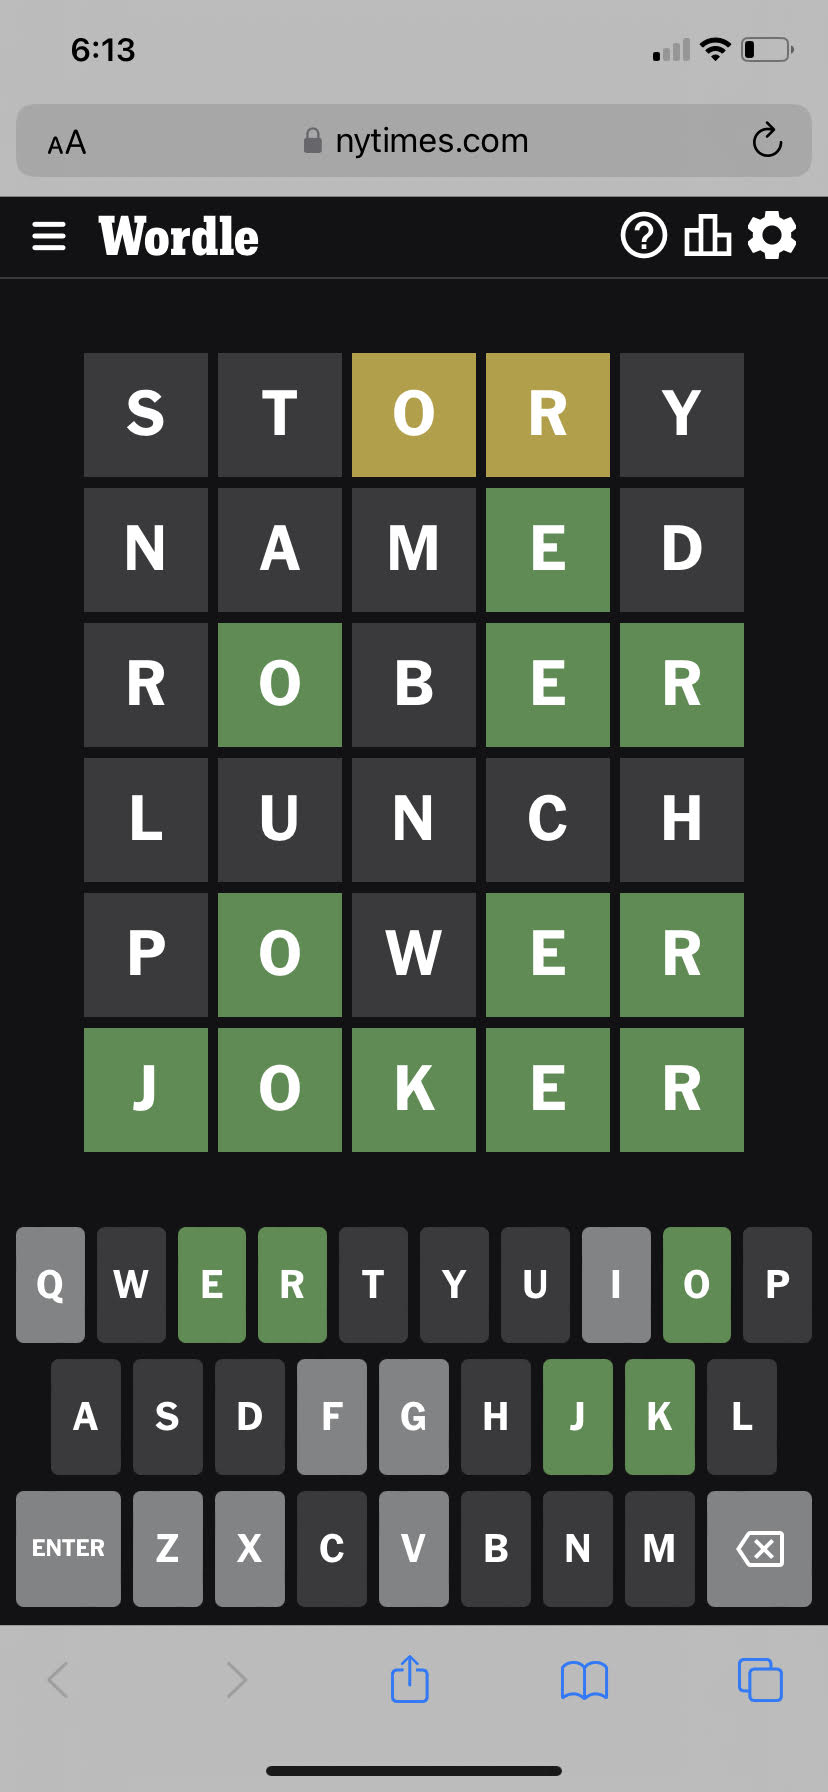 6:13
AA nytimes.com
Wordle ?
S T O R Y
N A M E D
R O B E R
L U N C H
P O W E R
J O K E R
Q W E R T Y U I O P
A S D F G H J K L
ENTER Z X C V B N M